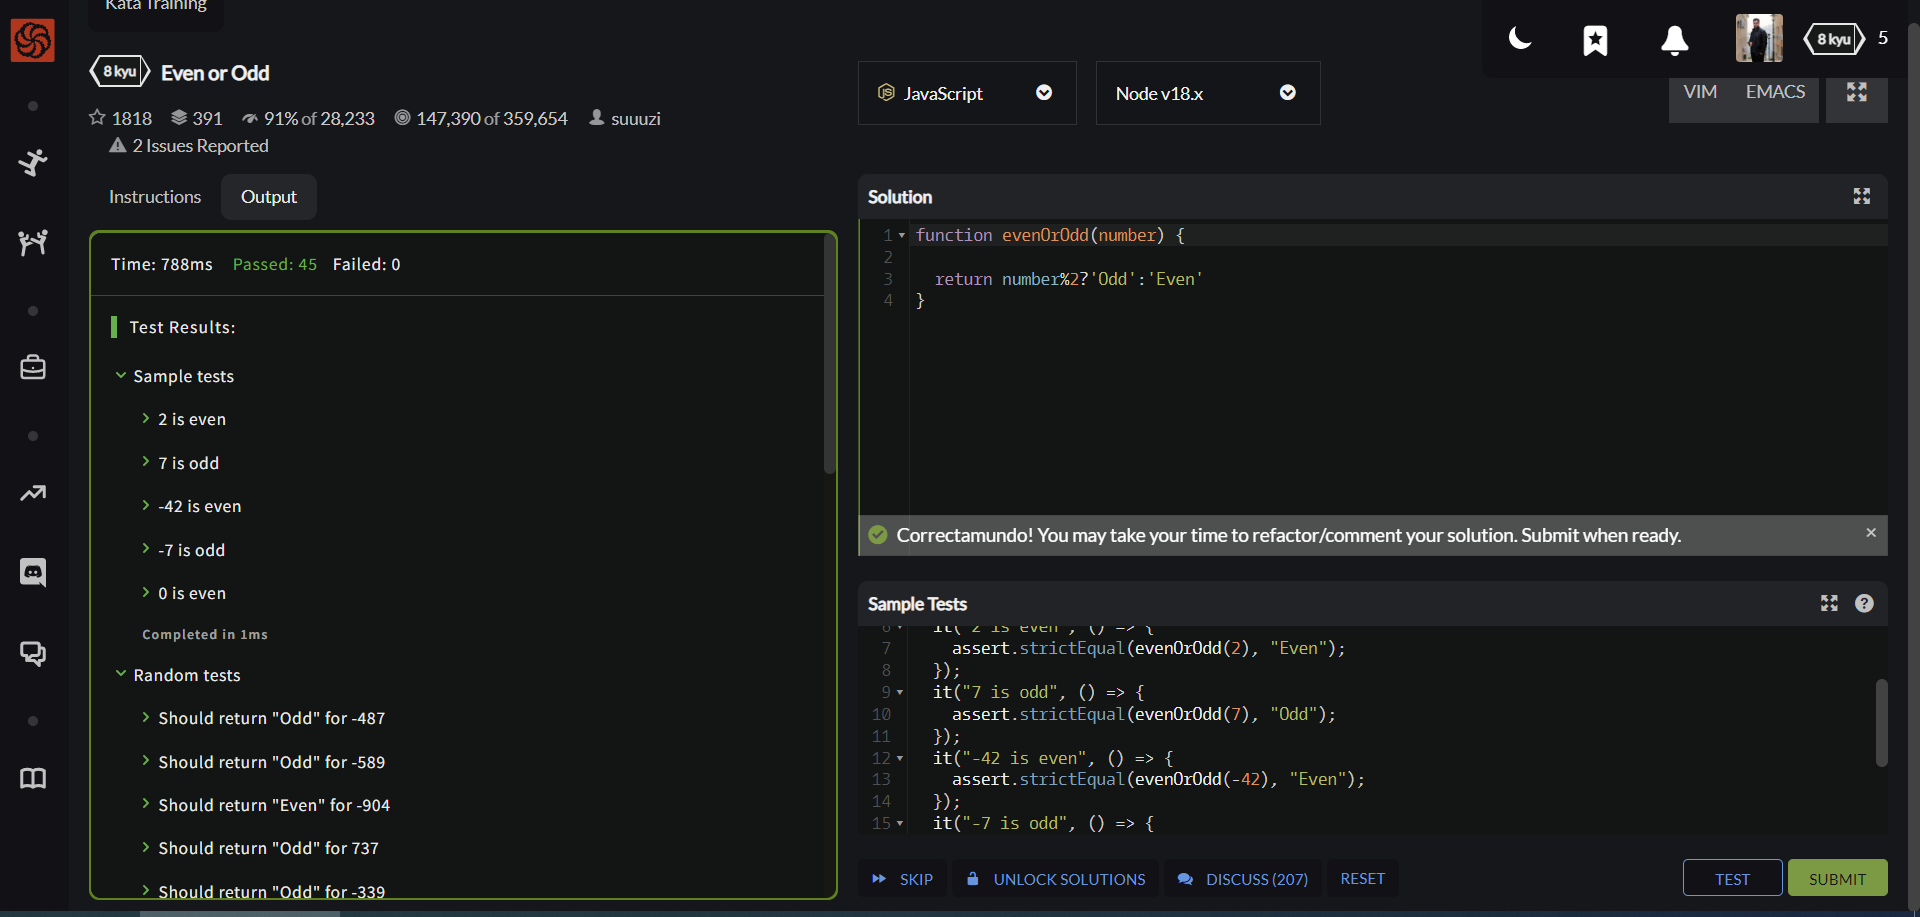 Kata Training
8 kyu
Even or Odd
1818 391 91% of 28,233 147,390 of 359,654 suuuzi
2 Issues Reported
JavaScript
Node v18.x
8 kyu 5
VIM EMACS
Instructions Output
Time: 788ms Passed: 45 Failed: 0
Test Results:
Sample tests
2 is even
7 is odd
-42 is even
-7 is odd
0 is even
Completed in 1ms
Random tests
Should return "Odd" for -487
Should return "Odd" for -589
Should return "Even" for -904
Should return "Odd" for 737
Should return "Odd" for -339
Solution
1 function evenOrOdd(number) {
2
3 return number%2?'Odd':'Even'
4 }
Correctamundo! You may take your time to refactor/comment your solution. Submit when ready. ×
Sample Tests ?
6 it("2 is even", () => {
7 assert.strictEqual(evenOrOdd(2), "Even");
8 });
9 it("7 is odd", () => {
10 assert.strictEqual(evenOrOdd(7), "Odd");
11 });
12 it("-42 is even", () => {
13 assert.strictEqual(evenOrOdd(-42), "Even");
14 });
15 it("-7 is odd", () => {
SKIP UNLOCK SOLUTIONS DISCUSS (207) RESET
TEST SUBMIT